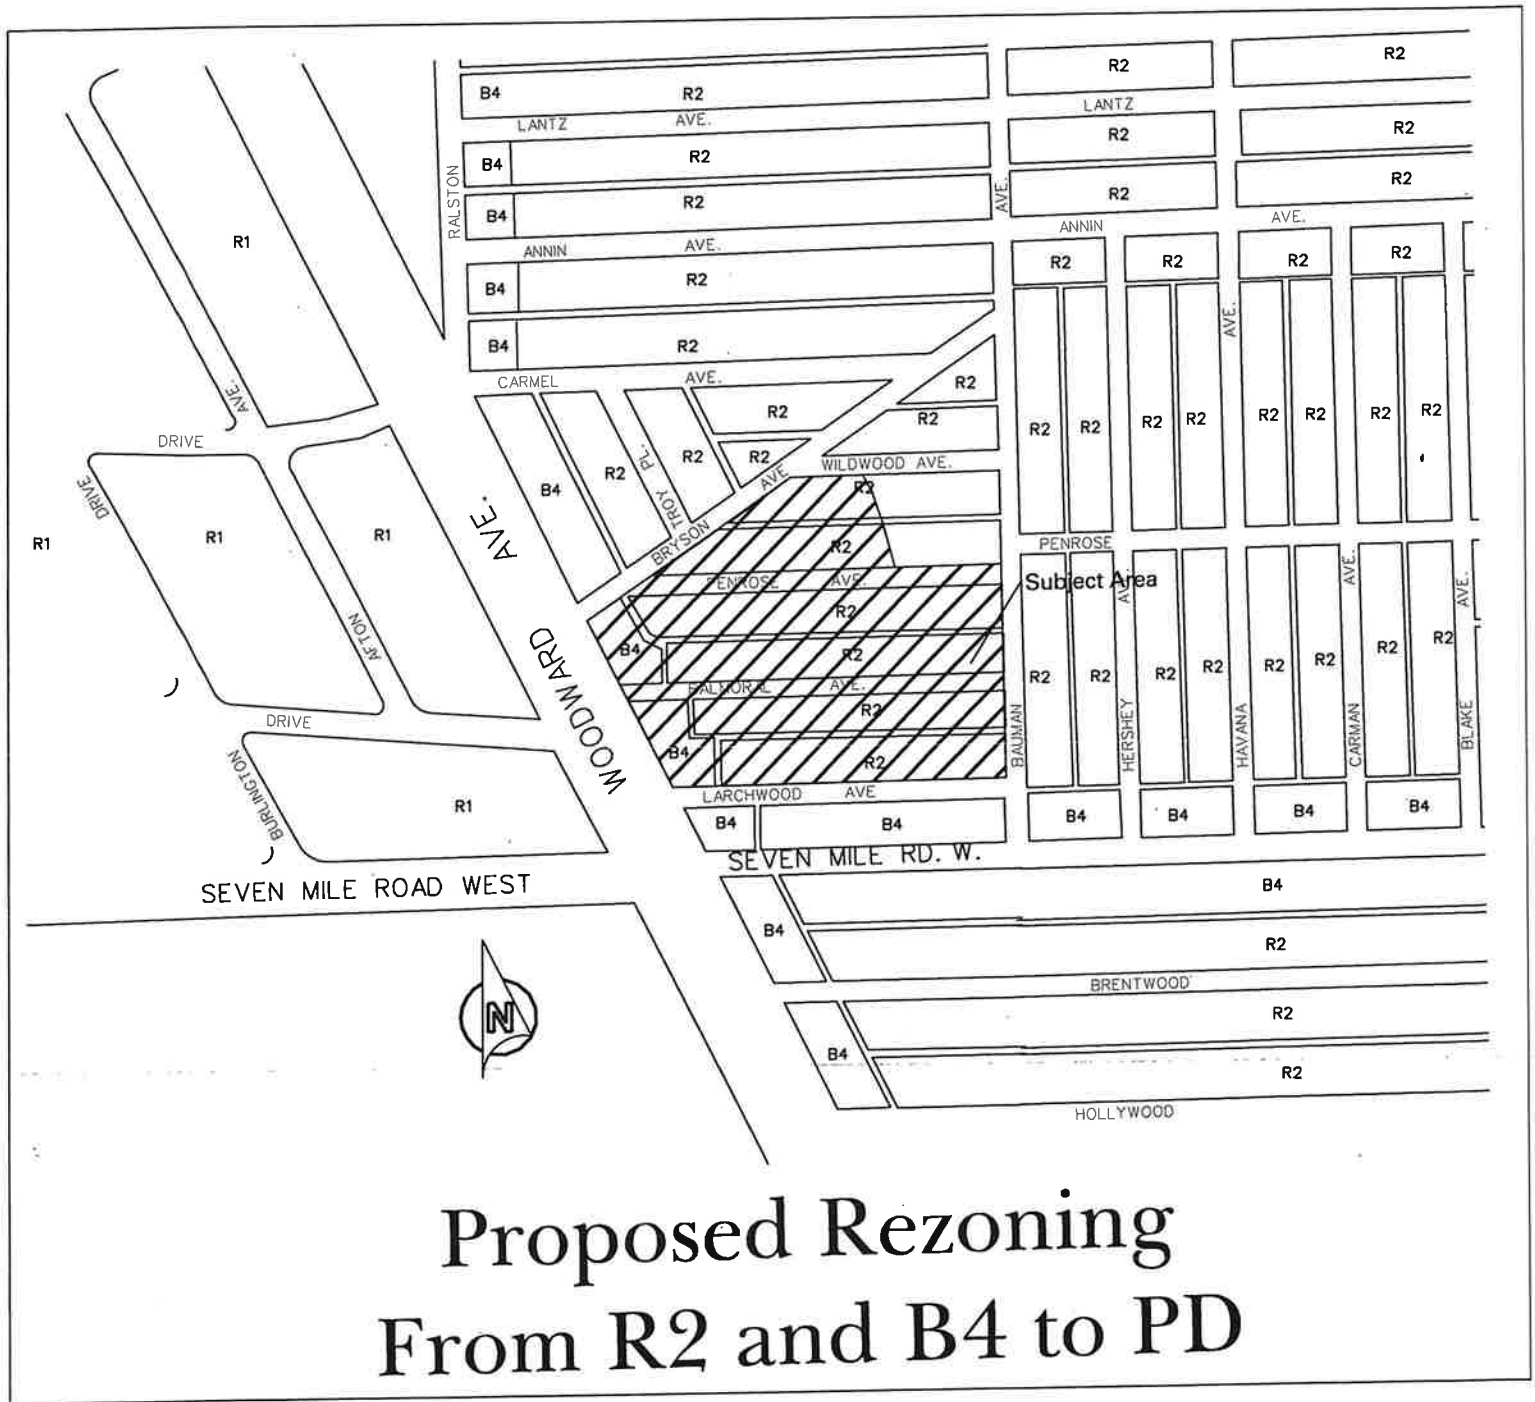 R2
R2
B4
R2
LANTZ
AVE.
LANTZ
R2
R2
B4
R2
RALSTON
R2
R2
B4
R2
AVE.
ANNIN
AVE.
ANNIN
AVE.
R1
B4
R2
R2
R2
R2
R2
B4
R2
AVE.
CARMEL
AVE.
R2
AVE.
R2
R2
R2
R2
R2
R2
R2
R2
R2
R2
R2
DRIVE
B4
R2
PL.
TROY
R2
R2
WILDWOOD AVE.
AVE
BRYSON
R2
DRIVE
R1
R1
R1
AVE.
WOODWARD
R2
PENROSE
PENROSE
AVE.
Subject Area
AVE.
AVE.
AVE.
R2
AFTON
B4
R2
R2
R2
R2
R2
R2
R2
R2
R2
BALMORAL
AVE.
R2
DRIVE
BURLINGTON
B4
R2
BAUMAN
HERSHEY
HAVANA
CARMAN
BLAKE
R1
LARCHWOOD
AVE
B4
B4
B4
B4
B4
B4
SEVEN MILE RD. W.
SEVEN MILE ROAD WEST
B4
B4
R2
BRENTWOOD
N
R2
B4
R2
HOLLYWOOD
Proposed Rezoning
From R2 and B4 to PD